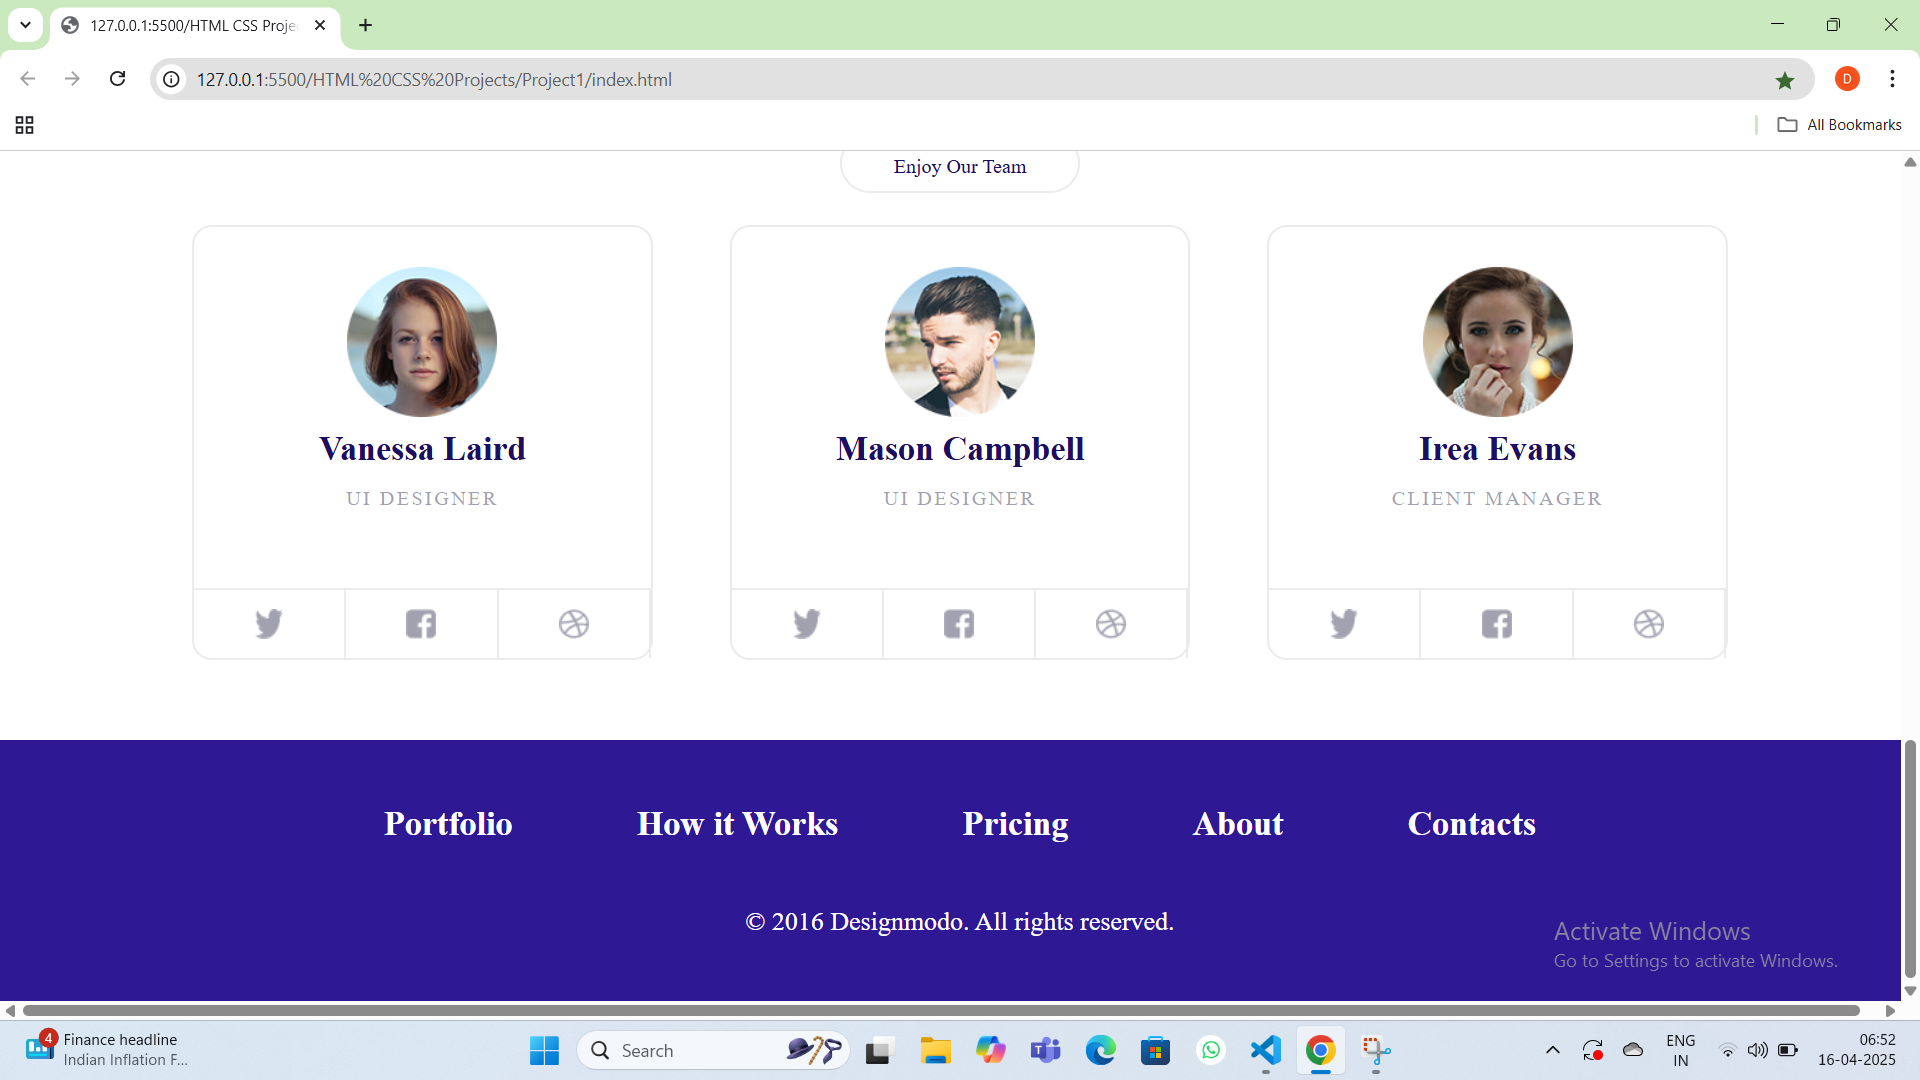 127.0.0.1:5500/HTML CSS Proje
127.0.0.1:5500/HTML%20CSS%20Projects/Project1/index.html
D
All Bookmarks
Enjoy Our Team
Vanessa Laird
UI DESIGNER
Mason Campbell
UI DESIGNER
Irea Evans
CLIENT MANAGER
Portfolio
How it Works
Pricing
About
Contacts
© 2016 Designmodo. All rights reserved.
Activate Windows
Go to Settings to activate Windows.
4
Finance headline
Indian Inflation F...
Search
ENG
IN
06:52
16-04-2025